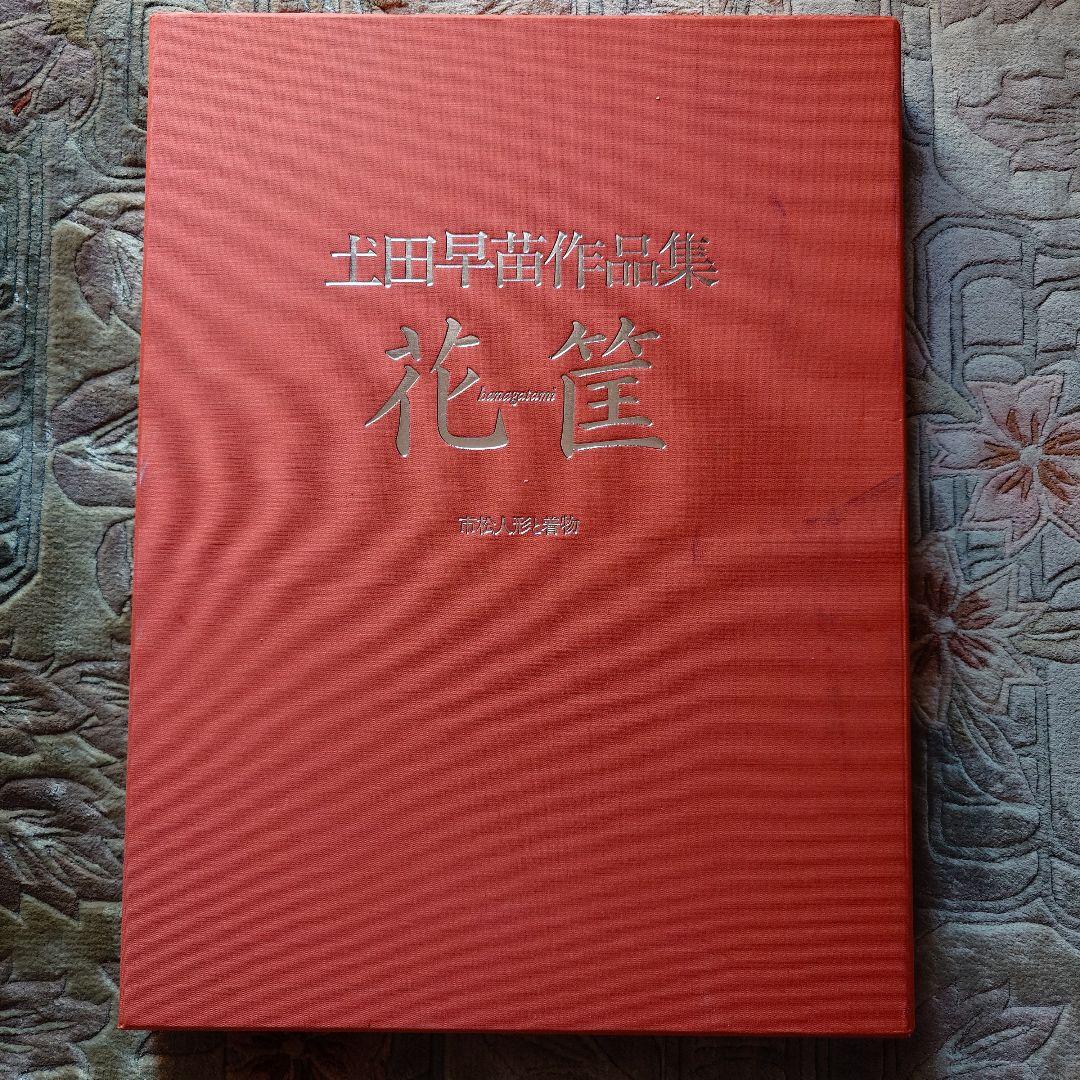 土田早苗作品集
花筐
hanagatami
市松人形と着物